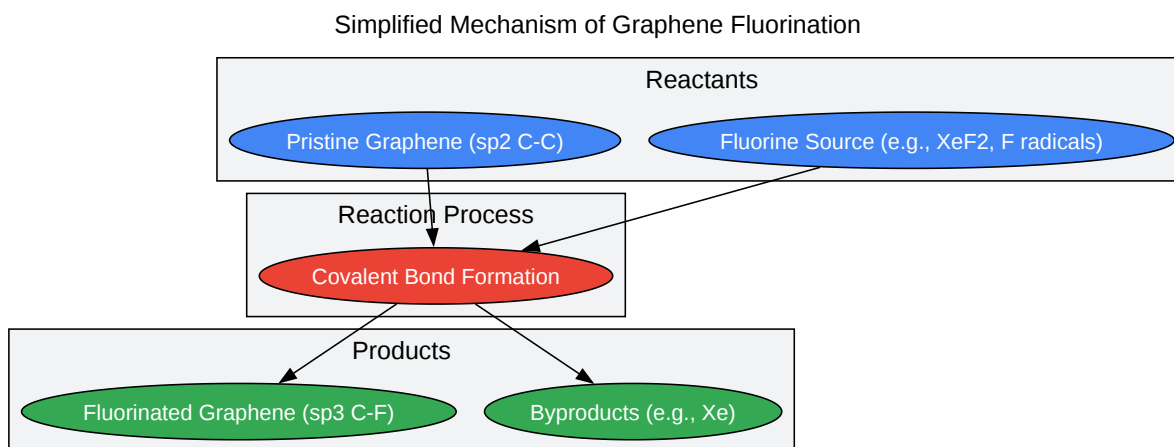 Simplified Mechanism of Graphene Fluorination
Reactants
Pristine Graphene (sp2 C-C)
Fluorine Source (e.g., XeF2, F radicals)
Reaction Process
Covalent Bond Formation
Products
Fluorinated Graphene (sp3 C-F)
Byproducts (e.g., Xe)